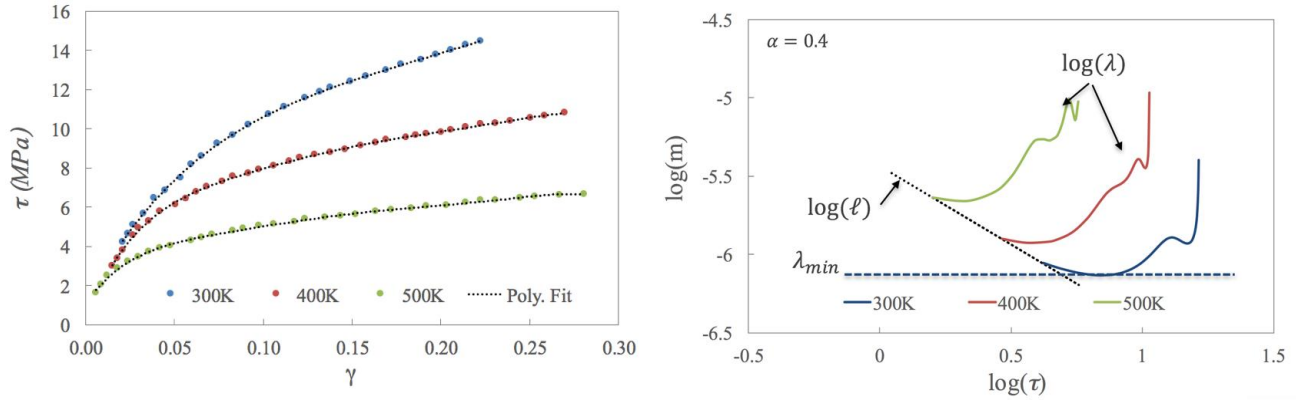 16
14
12
10
8
6
4
2
0
τ (MPa)
300K 400K 500K Poly. Fit
0.00 0.05 0.10 0.15 0.20 0.25 0.30
γ
-4.5
-5
-5.5
-6
-6.5
log(m)
α = 0.4
log(λ)
log(ℓ)
λmin
300K 400K 500K
-0.5 0 0.5 1 1.5
log(τ)